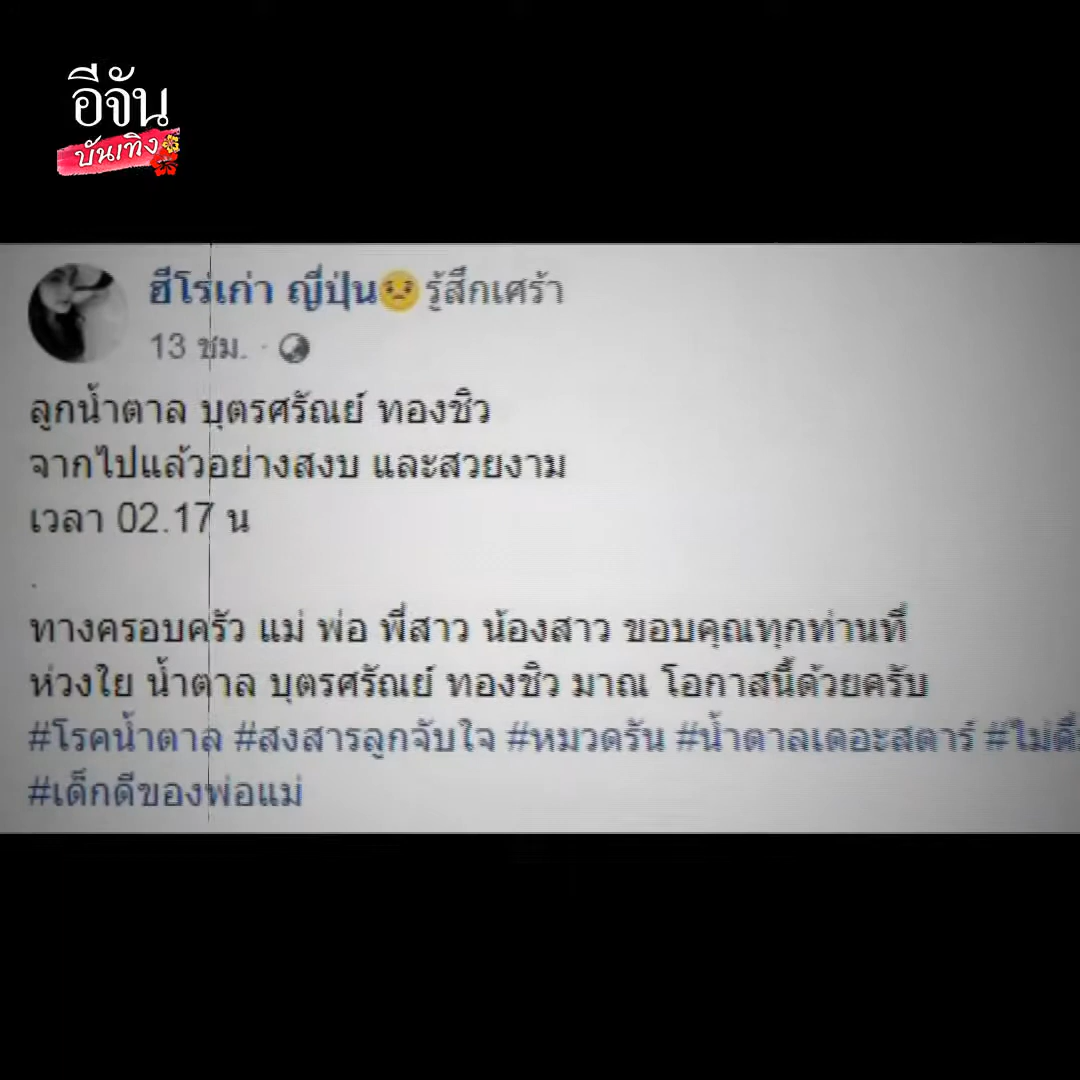 อีจัน
บันเทิง
ฮีโร่เก่า ญี่ปุ่น รู้สึกเศร้า
13 ชม.
ลูกน้ำตาล บุตรศรัณย์ ทองชิว
จากไปแล้วอย่างสงบ และสวยงาม
เวลา 02.17 น
.
ทางครอบครัว แม่ พ่อ พี่สาว น้องสาว ขอบคุณทุกท่านที่
ห่วงใย น้ำตาล บุตรศรัณย์ ทองชิว มาณ โอกาสนี้ด้วยครับ
#โรคน้ำตาล #สงสารลูกจับใจ #หมวดรัน #น้ำตาลเดอะสตาร์
#เด็กดีของพ่อแม่